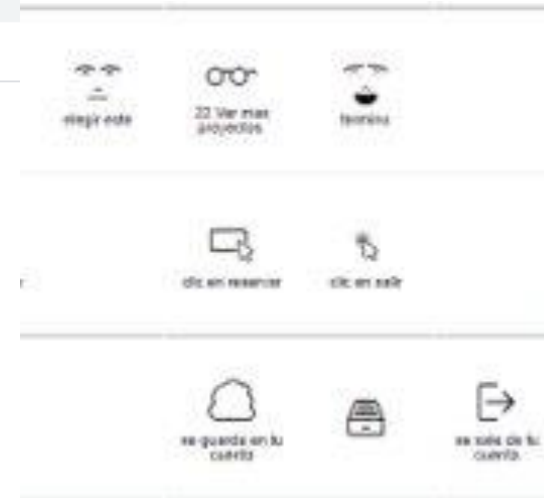 elegir este
22 Ver mas
proyectos
termina
clic en reservar
clic en salir
se guarda en tu
cuenta
se sale de tu
cuenta